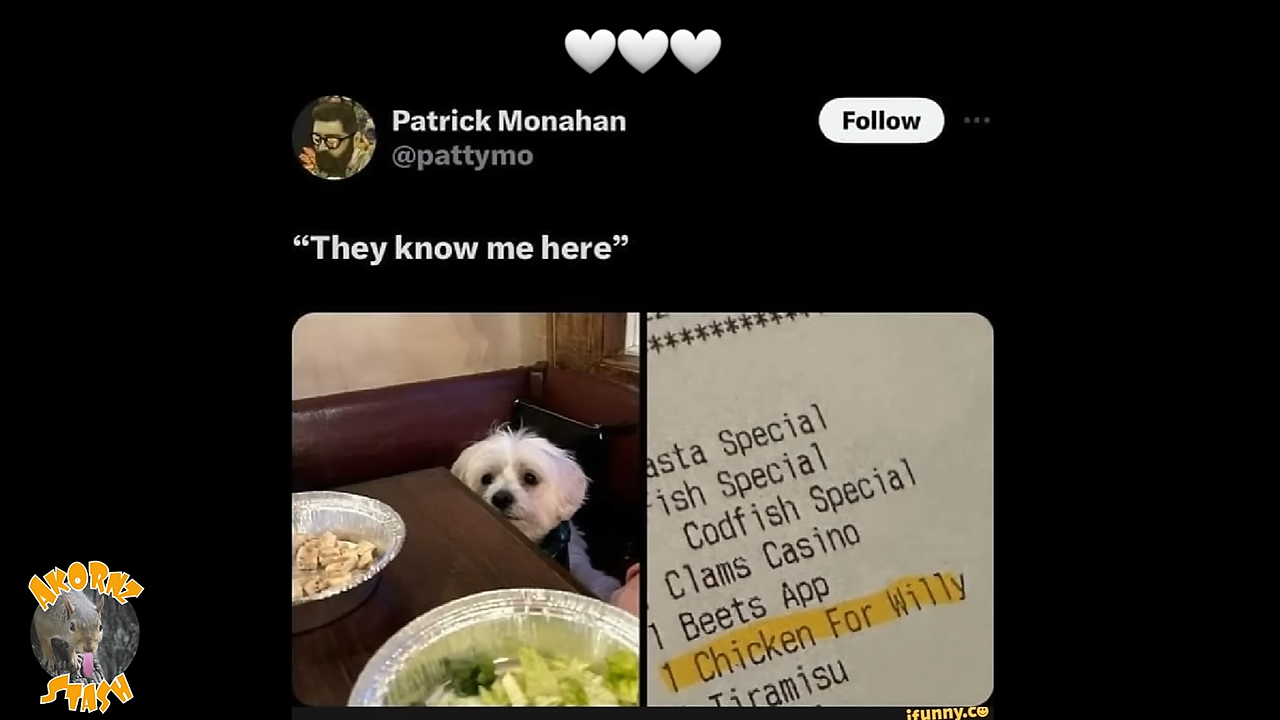 🤍🤍🤍
Patrick Monahan
@pattymo
Follow
“They know me here”
************
asta Special
ish Special
Codfish Special
Clams Casino
1 Beets App
1 Chicken For Willy
Tiramisu
AKORNZ
STASH
ifunny.co